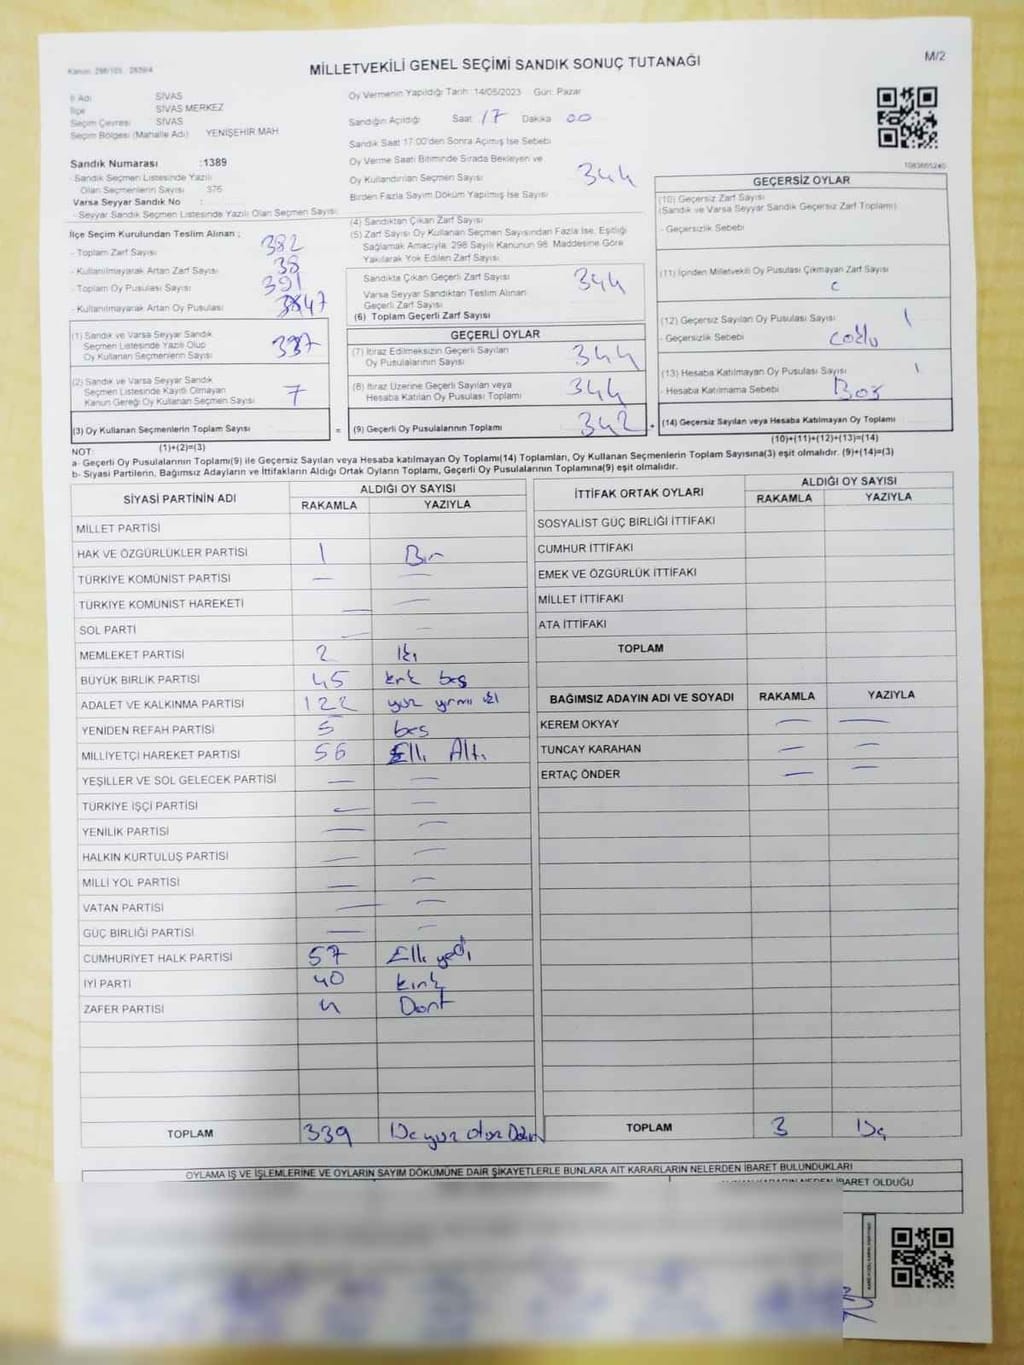 Kanun: 298/105 2839/4
MİLLETVEKİLİ GENEL SEÇİMİ SANDIK SONUÇ TUTANAĞI
M/2
İl Adı SİVAS
İlçe SİVAS MERKEZ
Seçim Çevresi SİVAS
Seçim Bölgesi (Mahalle Adı) YENİŞEHİR MAH
Sandık Numarası :1389
- Sandık Seçmen Listesinde Yazılı
Olan Seçmenlerin Sayısı 376
Varsa Seyyar Sandık No :
- Seyyar Sandık Seçmen Listesinde Yazılı Olan Seçmen Sayısı
İlçe Seçim Kurulundan Teslim Alınan ;
- Toplam Zarf Sayısı 382
- Kullanılmayarak Artan Zarf Sayısı 38
- Toplam Oy Pusulası Sayısı 391
- Kullanılmayarak Artan Oy Pusulası 47
(1) Sandık ve Varsa Seyyar Sandık
Seçmen Listesinde Yazılı Olup
Oy Kullanan Seçmenlerin Sayısı 337
(2) Sandık ve Varsa Seyyar Sandık
Seçmen Listesinde Kayıtlı Olmayan
Kanun Gereği Oy Kullanan Seçmen Sayısı 7
(3) Oy Kullanan Seçmenlerin Toplam Sayısı =
(1)+(2)=(3)
Oy Vermenin Yapıldığı Tarih :14/05/2023 Gün: Pazar
Sandığın Açıldığı Saat 17 Dakika 00
Sandık Saat 17:00'den Sonra Açımış İse Sebebi
Oy Verme Saati Bitiminde Sırada Bekleyen ve
Oy Kullandırılan Seçmen Sayısı 344
Birden Fazla Sayım Döküm Yapılmış İse Sayısı
(4) Sandıktan Çıkan Zarf Sayısı
(5) Zarf Sayısı Oy Kullanan Seçmen Sayısından Fazla İse, Eşitliği
Sağlamak Amacıyla 298 Sayılı Kanunun 98. Maddesine Göre
Yakılarak Yok Edilen Zarf Sayısı
Sandıkta Çıkan Geçerli Zarf Sayısı 344
Varsa Seyyar Sandıktan Teslim Alınan
Geçerli Zarf Sayısı
(6) Toplam Geçerli Zarf Sayısı
GEÇERLİ OYLAR
(7) İtiraz Edilmeksizin Geçerli Sayılan
Oy Pusulalarının Sayısı 344
(8) İtiraz Üzerine Geçerli Sayılan veya
Hesaba Katılan Oy Pusulası Toplamı 344
(9) Geçerli Oy Pusulalarının Toplamı 342 +
1083665240
GEÇERSİZ OYLAR
(10) Geçersiz Zarf Sayısı
(Sandık ve Varsa Seyyar Sandık Geçersiz Zarf Toplamı)
- Geçersizlik Sebebi
(11) İçinden Milletvekili Oy Pusulası Çıkmayan Zarf Sayısı
(12) Geçersiz Sayılan Oy Pusulası Sayısı 1
- Geçersizlik Sebebi
(13) Hesaba Katılmayan Oy Pusulası Sayısı 1
- Hesaba Katılmama Sebebi Boş
(14) Geçersiz Sayılan veya Hesaba Katılmayan Oy Toplamı
(10)+(11)+(12)+(13)=(14)
NOT:
a- Geçerli Oy Pusulalarının Toplamı(9) ile Geçersiz Sayılan veya Hesaba katılmayan Oy Toplamı(14) Toplamları, Oy Kullanan Seçmenlerin Toplam Sayısına(3) eşit olmalıdır. (9)+(14)=(3)
b- Siyasi Partilerin, Bağımsız Adayların ve İttifakların Aldığı Ortak Oyların Toplamı, Geçerli Oy Pusulalarının Toplamına(9) eşit olmalıdır.
SİYASİ PARTİNİN ADI ALDIĞI OY SAYISI
RAKAMLA YAZIYLA
MİLLET PARTİSİ
HAK VE ÖZGÜRLÜKLER PARTİSİ 1 Bir
TÜRKİYE KOMÜNİST PARTİSİ — —
TÜRKİYE KOMÜNİST HAREKETİ — —
SOL PARTİ — —
MEMLEKET PARTİSİ 2 İki
BÜYÜK BİRLİK PARTİSİ 45 kırk beş
ADALET VE KALKINMA PARTİSİ 122 yüz yirmi iki
YENİDEN REFAH PARTİSİ 5 beş
MİLLİYETÇİ HAREKET PARTİSİ 56 Elli Altı
YEŞİLLER VE SOL GELECEK PARTİSİ — —
TÜRKİYE İŞÇİ PARTİSİ — —
YENİLİK PARTİSİ — —
HALKIN KURTULUŞ PARTİSİ — —
MİLLİ YOL PARTİSİ — —
VATAN PARTİSİ — —
GÜÇ BİRLİĞİ PARTİSİ — —
CUMHURİYET HALK PARTİSİ 57 Elli yedi
İYİ PARTİ 40 kırk
ZAFER PARTİSİ 4 Dört
TOPLAM 339 Üç yüz otuz
İTTİFAK ORTAK OYLARI ALDIĞI OY SAYISI
RAKAMLA YAZIYLA
SOSYALİST GÜÇ BİRLİĞİ İTTİFAKI
CUMHUR İTTİFAKI
EMEK VE ÖZGÜRLÜK İTTİFAKI
MİLLET İTTİFAKI
ATA İTTİFAKI
TOPLAM
BAĞIMSIZ ADAYIN ADI VE SOYADI RAKAMLA YAZIYLA
KEREM OKYAY — —
TUNCAY KARAHAN — —
ERTAÇ ÖNDER — —
TOPLAM 3 Üç
OYLAMA İŞ VE İŞLEMLERİNE VE OYLARIN SAYIM DÖKÜMÜNE DAİR ŞİKAYETLERLE BUNLARA AİT KARARLARIN NELERDEN İBARET BULUNDUKLARI
İBARET OLDUĞU